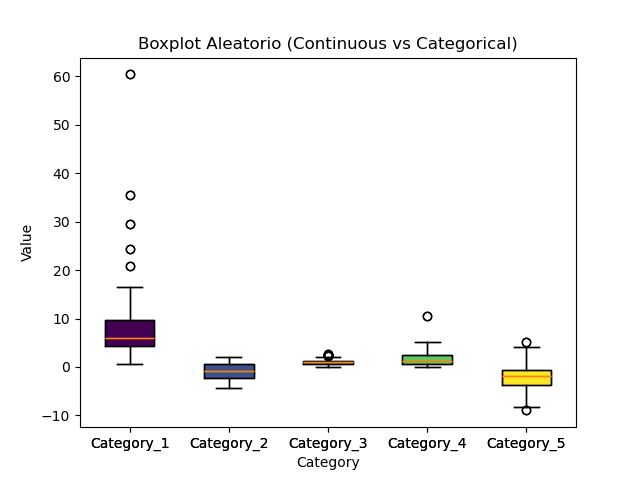 Boxplot Aleatorio (Continuous vs Categorical)
60
50
40
30
20
10
0
−10
Value
Category_1 Category_2 Category_3 Category_4 Category_5
Category